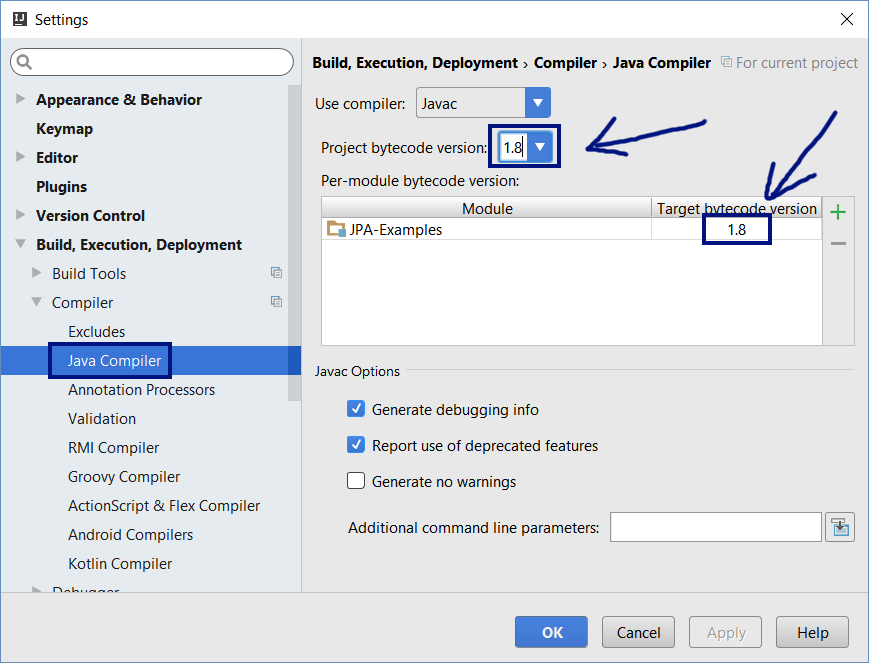 Settings
Build, Execution, Deployment › Compiler › Java Compiler For current project
Appearance & Behavior
Keymap
Editor
Plugins
Version Control
Build, Execution, Deployment
Build Tools
Compiler
Excludes
Java Compiler
Annotation Processors
Validation
RMI Compiler
Groovy Compiler
ActionScript & Flex Compiler
Android Compilers
Kotlin Compiler
Debugger
Use compiler: Javac
Project bytecode version: 1.8
Per-module bytecode version:
Module Target bytecode version
JPA-Examples 1.8
Javac Options
Generate debugging info
Report use of deprecated features
Generate no warnings
Additional command line parameters:
OK Cancel Apply Help